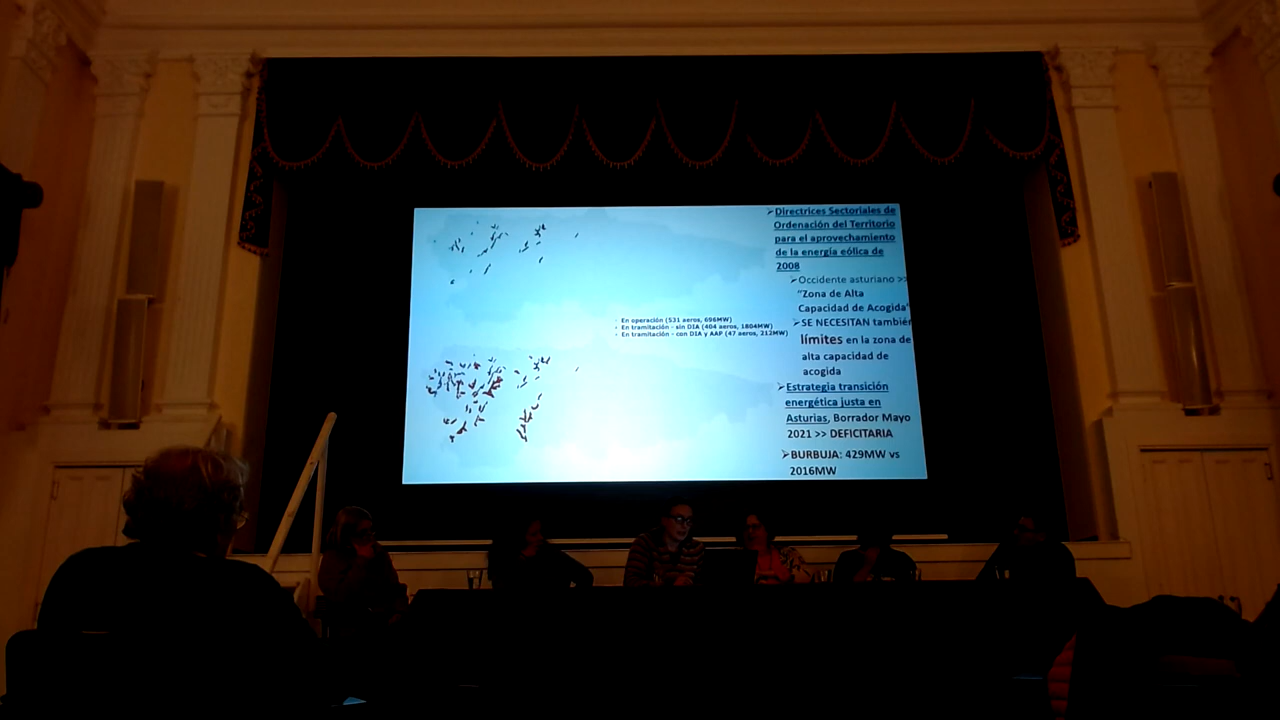 En operación (531 aeros, 698MW)
En tramitación - sin DIA (404 aeros, 1804MW)
En tramitación - con DIA y AAP (47 aeros, 212MW)
➢Directrices Sectoriales de
Ordenación del Territorio
para el aprovechamiento
de la energía eólica de
2008
➢Occidente asturiano >>
"Zona de Alta
Capacidad de Acogida"
➢SE NECESITAN también
límites en la zona de
alta capacidad de
acogida
➢Estrategia transición
energética justa en
Asturias, Borrador Mayo
2021 >> DEFICITARIA
➢BURBUJA: 429MW vs
2016MW